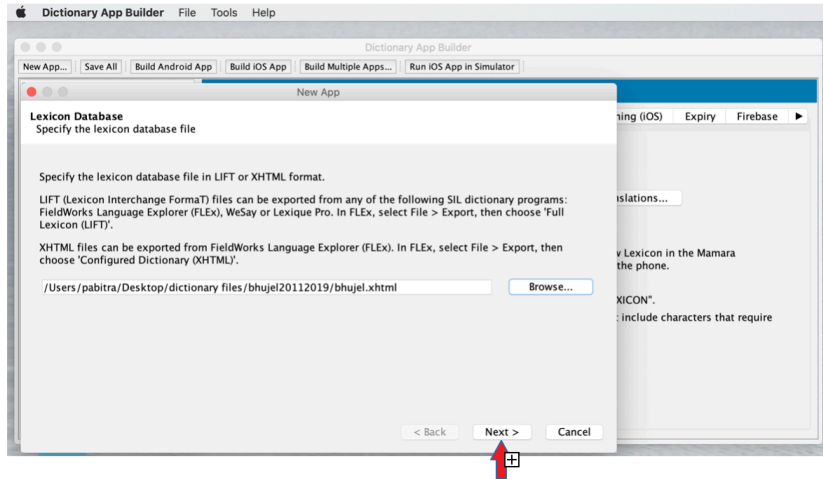 Dictionary App Builder File Tools Help
Dictionary App Builder
New App... Save All Build Android App Build iOS App Build Multiple Apps... Run iOS App in Simulator
New App
Lexicon Database
Specify the lexicon database file
ning (iOS) Expiry Firebase
Specify the lexicon database file in LIFT or XHTML format.
LIFT (Lexicon Interchange FormaT) files can be exported from any of the following SIL dictionary programs:
FieldWorks Language Explorer (FLEx), WeSay or Lexique Pro. In FLEx, select File > Export, then choose 'Full
Lexicon (LIFT)'.
XHTML files can be exported from FieldWorks Language Explorer (FLEx). In FLEx, select File > Export, then
choose 'Configured Dictionary (XHTML)'.
/Users/pabitra/Desktop/dictionary files/bhujel20112019/bhujel.xhtml Browse...
nslations...
v Lexicon in the Mamara
the phone.
XICON".
include characters that require
< Back Next > Cancel